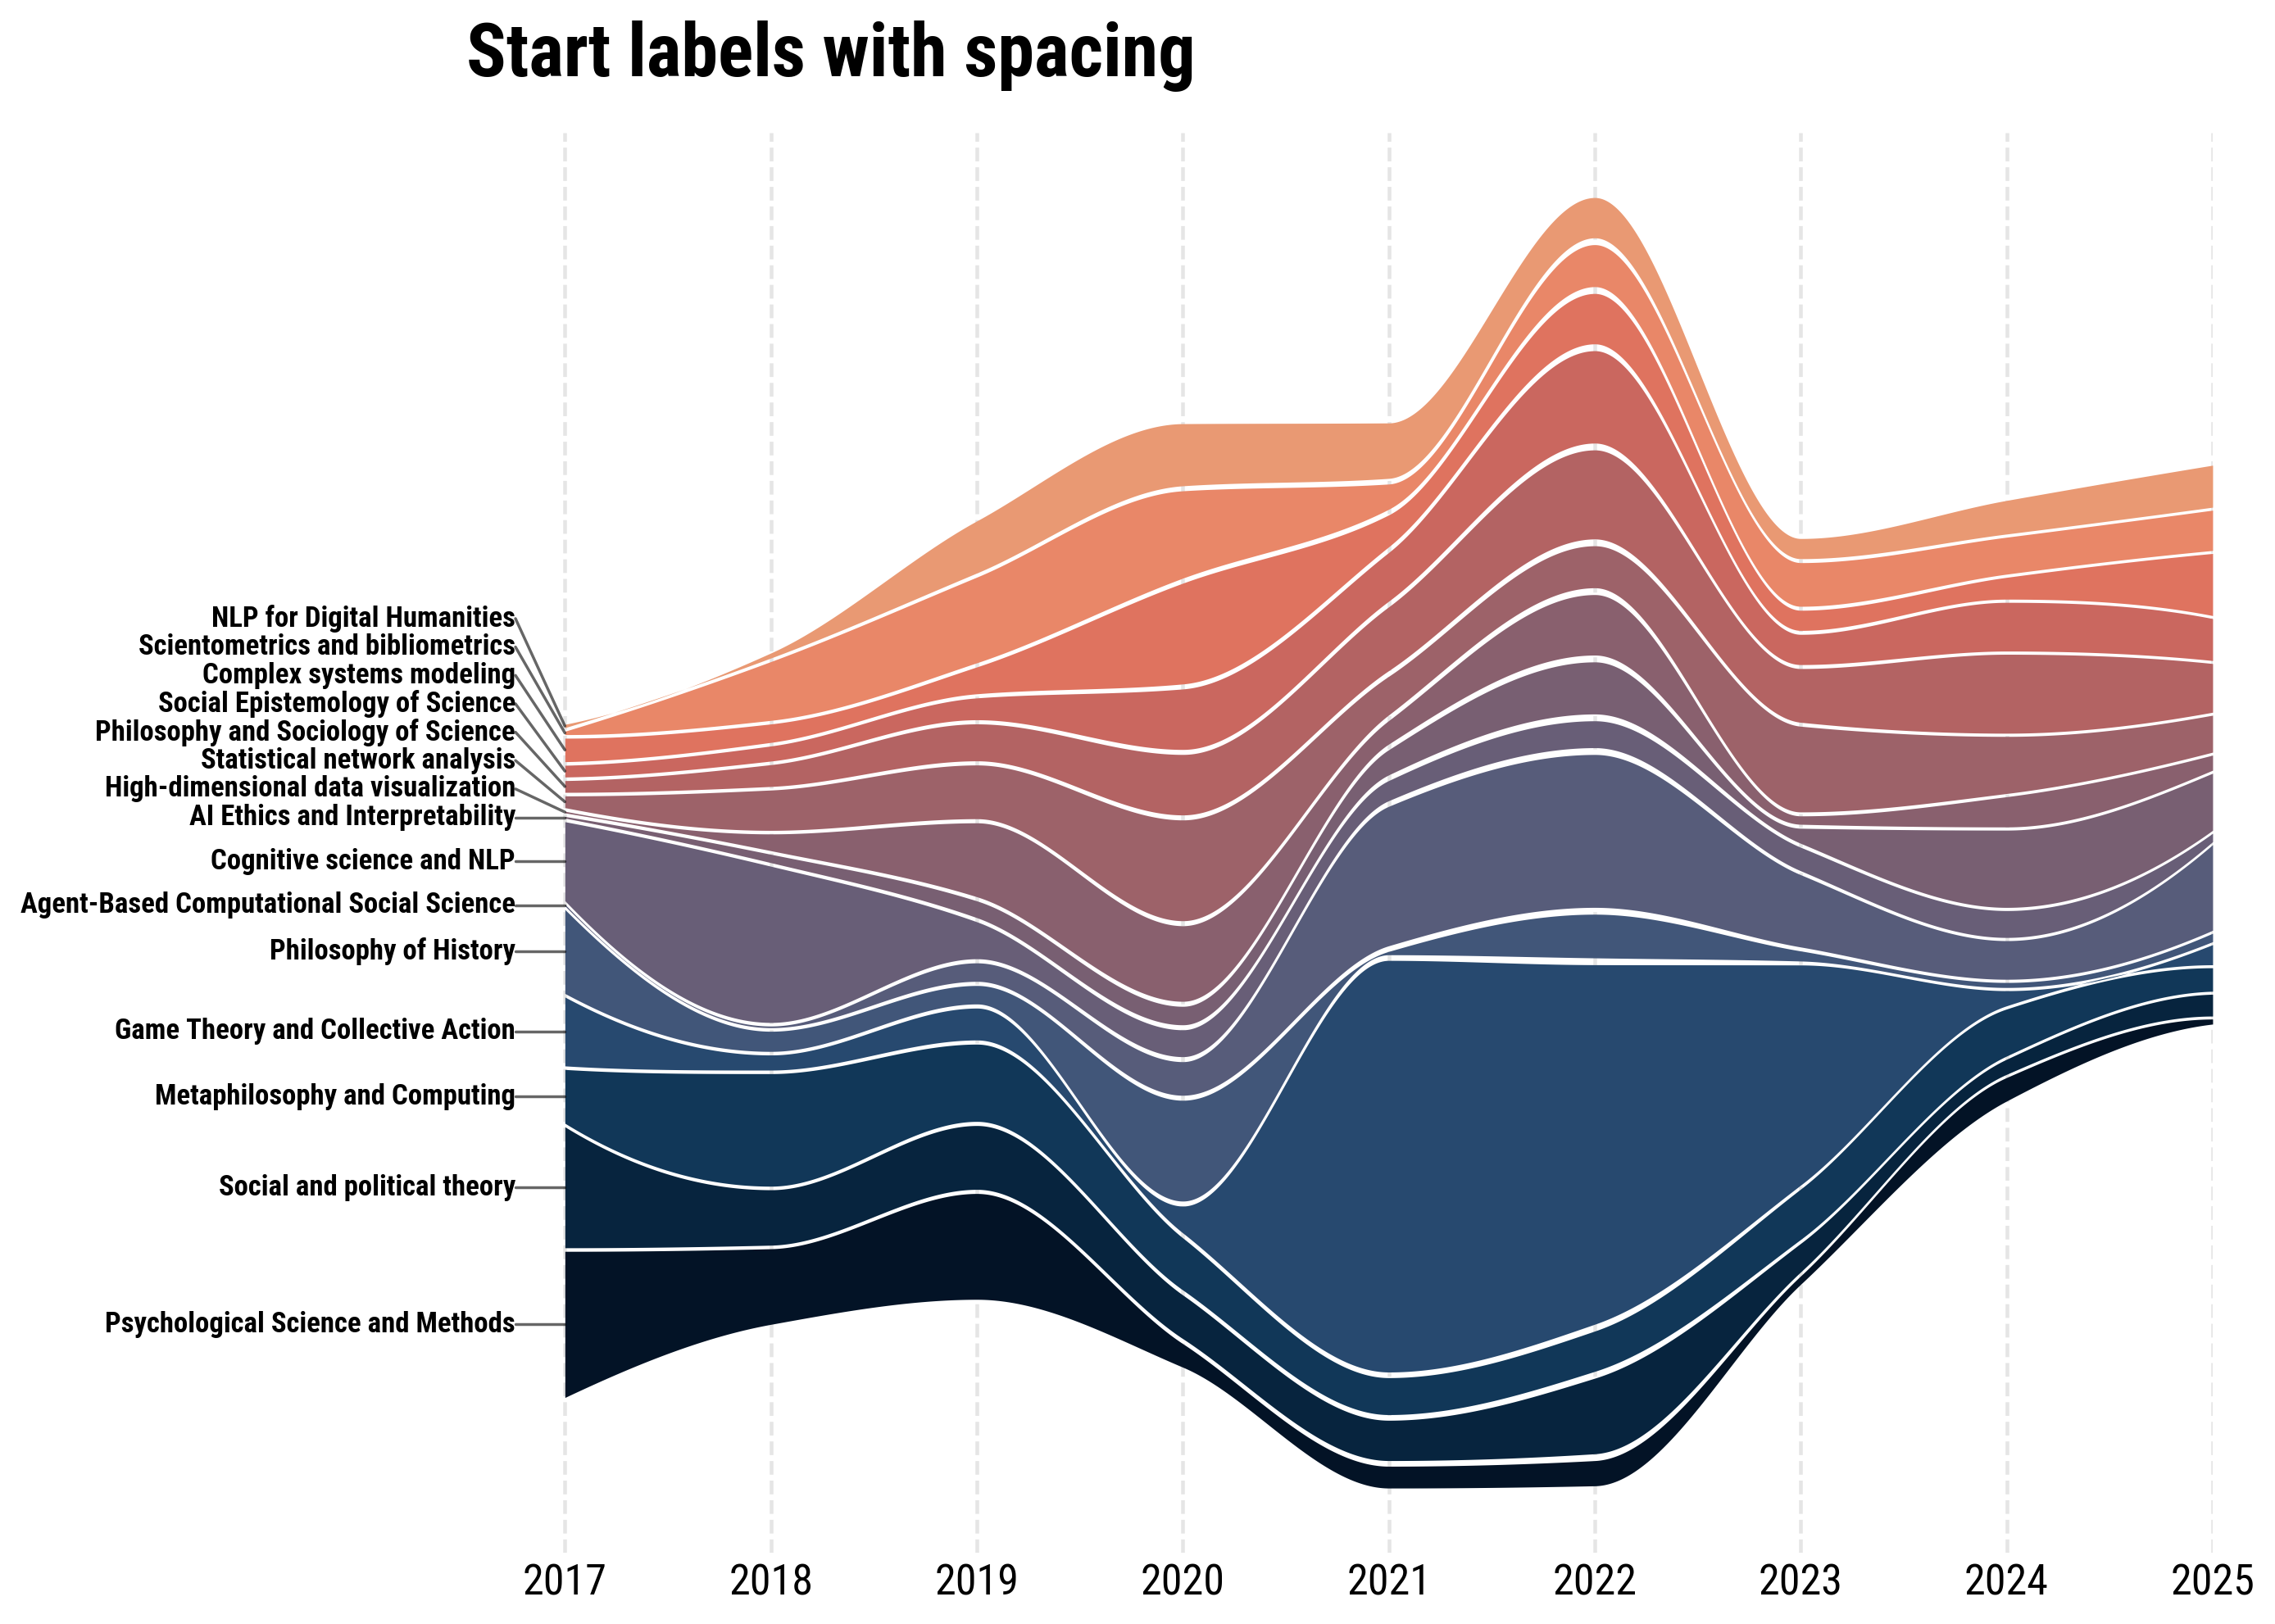 Start labels with spacing
NLP for Digital Humanities
Scientometrics and bibliometrics
Complex systems modeling
Social Epistemology of Science
Philosophy and Sociology of Science
Statistical network analysis
High-dimensional data visualization
AI Ethics and Interpretability
Cognitive science and NLP
Agent-Based Computational Social Science
Philosophy of History
Game Theory and Collective Action
Metaphilosophy and Computing
Social and political theory
Psychological Science and Methods
2017 2018 2019 2020 2021 2022 2023 2024 2025